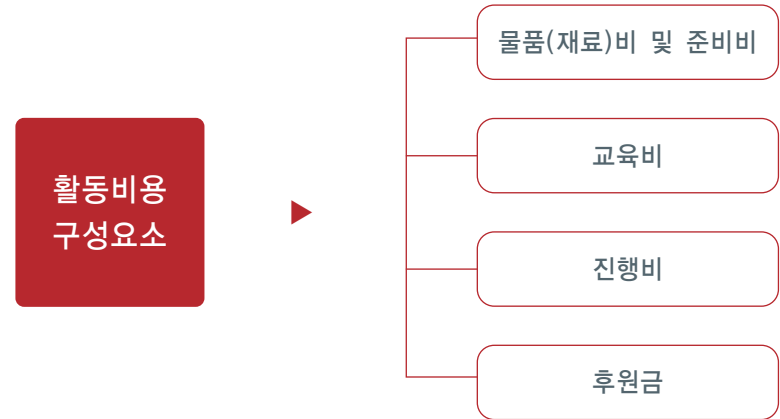 활동비용
구성요소
물품(재료)비 및 준비비
교육비
진행비
후원금